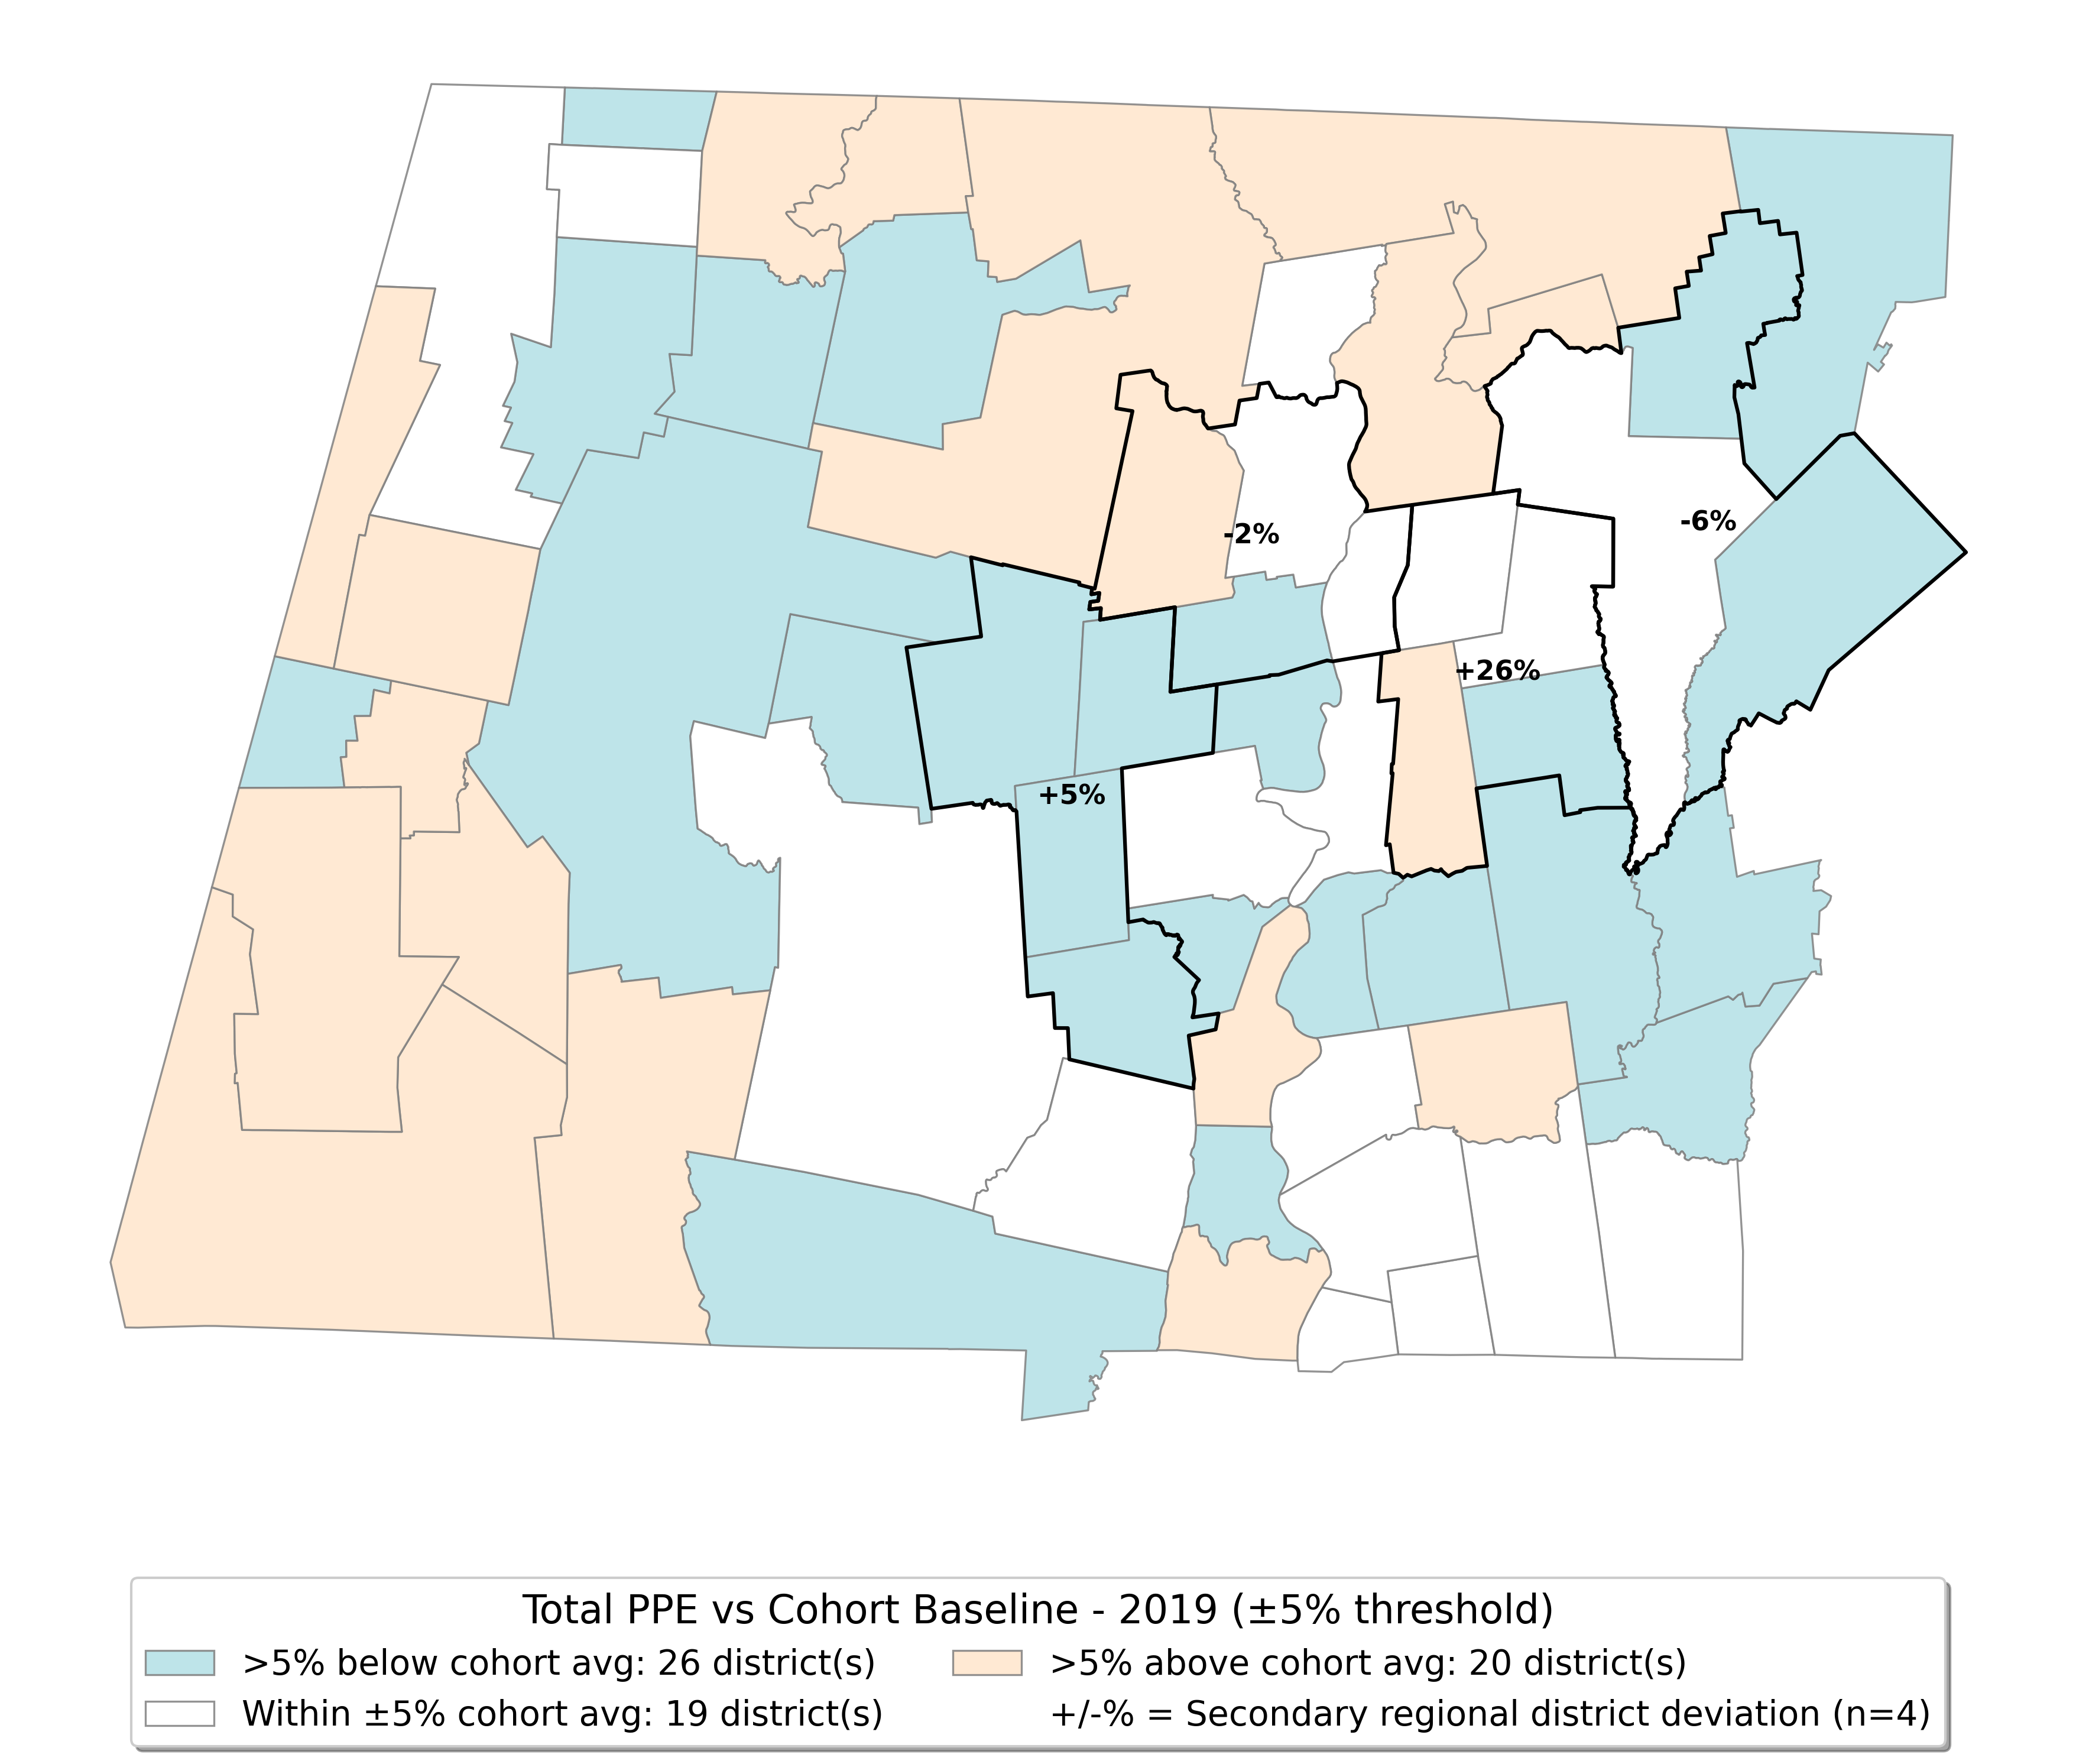 -6%
-2%
+26%
+5%
Total PPE vs Cohort Baseline - 2019 (±5% threshold)
>5% below cohort avg: 26 district(s)
>5% above cohort avg: 20 district(s)
Within ±5% cohort avg: 19 district(s)
+/-% = Secondary regional district deviation (n=4)